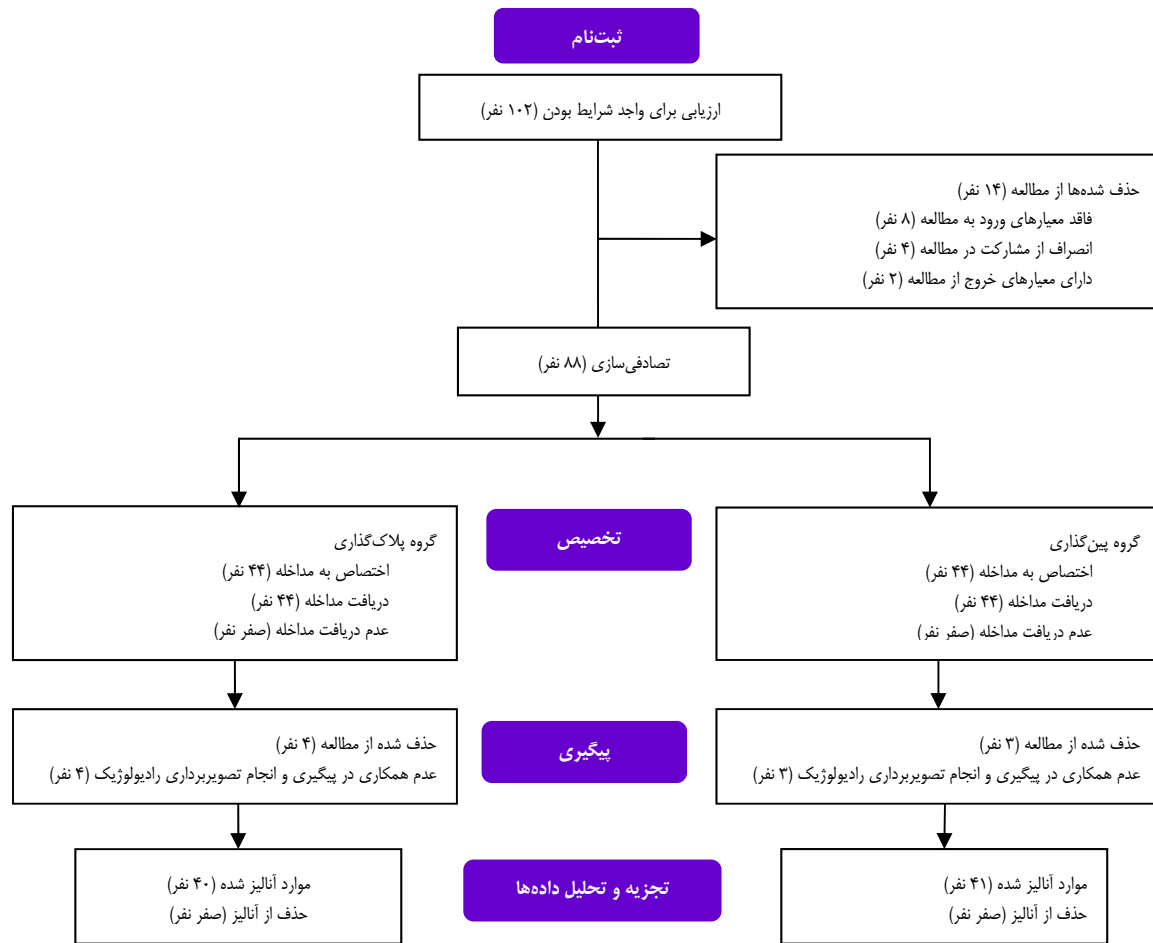 ثبت‌نام
ارزیابی برای واجد شرایط بودن (۱۰۲ نفر)
حذف شده‌ها از مطالعه (۱۴ نفر)
فاقد معیارهای ورود به مطالعه (۸ نفر)
انصراف از مشارکت در مطالعه (۴ نفر)
دارای معیارهای خروج از مطالعه (۲ نفر)
تصادفی‌سازی (۸۸ نفر)
تخصیص
گروه پین‌گذاری
اختصاص به مداخله (۴۴ نفر)
دریافت مداخله (۴۴ نفر)
عدم دریافت مداخله (صفر نفر)
گروه پلاک‌گذاری
اختصاص به مداخله (۴۴ نفر)
دریافت مداخله (۴۴ نفر)
عدم دریافت مداخله (صفر نفر)
پیگیری
حذف شده از مطالعه (۳ نفر)
عدم همکاری در پیگیری و انجام تصویربرداری رادیولوژیک (۳ نفر)
حذف شده از مطالعه (۴ نفر)
عدم همکاری در پیگیری و انجام تصویربرداری رادیولوژیک (۴ نفر)
تجزیه و تحلیل داده‌ها
موارد آنالیز شده (۴۱ نفر)
حذف از آنالیز (صفر نفر)
موارد آنالیز شده (۴۰ نفر)
حذف از آنالیز (صفر نفر)